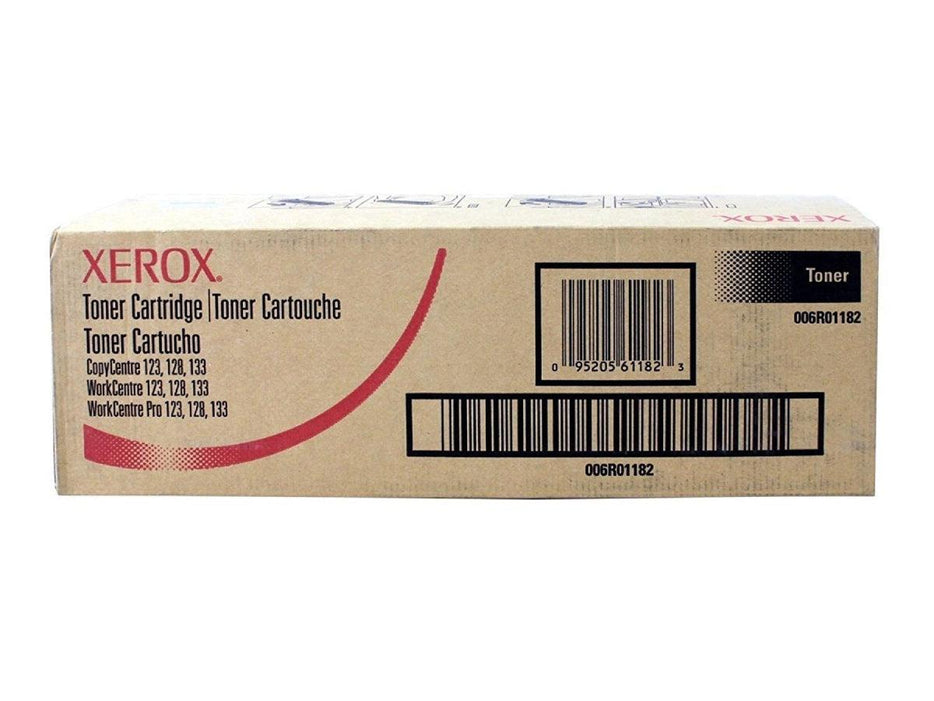 XEROX
XEROX.
Toner Cartridge | Toner Cartouche
Toner Cartucho
CopyCentre 123, 128, 133
WorkCentre 123, 128, 133
WorkCentre Pro 123, 128, 133
0 95205 61182 3
006R01182
Toner
006R01182